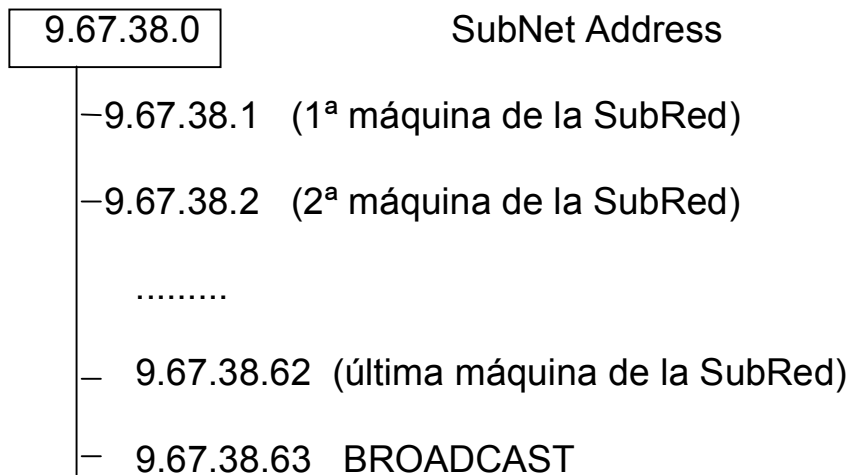 9.67.38.0 SubNet Address
9.67.38.1 (1ª máquina de la SubRed)
9.67.38.2 (2ª máquina de la SubRed)
.........
9.67.38.62 (última máquina de la SubRed)
9.67.38.63 BROADCAST